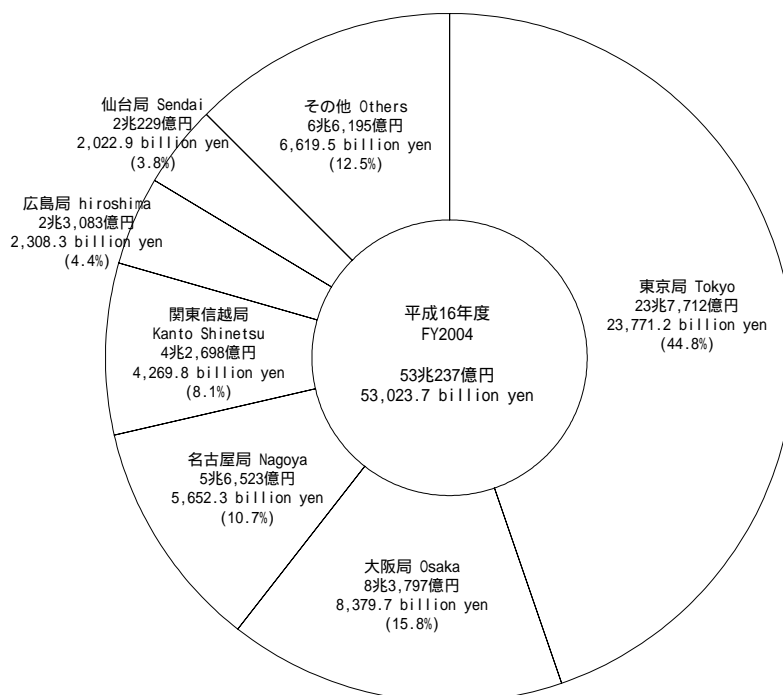 仙台局 Sendai
2兆229億円
2,022.9 billion yen
(3.8%)
その他 Others
6兆6,195億円
6,619.5 billion yen
(12.5%)
広島局 hiroshima
2兆3,083億円
2,308.3 billion yen
(4.4%)
東京局 Tokyo
23兆7,712億円
23,771.2 billion yen
(44.8%)
関東信越局
Kanto Shinetsu
4兆2,698億円
4,269.8 billion yen
(8.1%)
平成16年度
FY2004
53兆237億円
53,023.7 billion yen
名古屋局 Nagoya
5兆6,523億円
5,652.3 billion yen
(10.7%)
大阪局 Osaka
8兆3,797億円
8,379.7 billion yen
(15.8%)